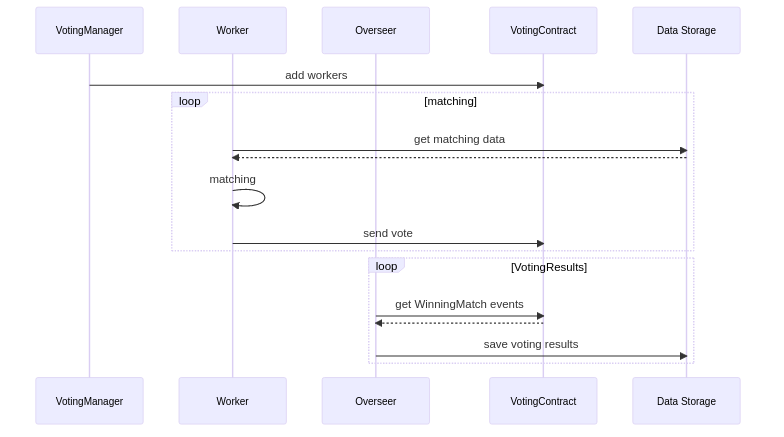 VotingManager
Worker
Overseer
VotingContract
Data Storage
add workers
loop
[matching]
get matching data
matching
send vote
loop
[VotingResults]
get WinningMatch events
save voting results
VotingManager
Worker
Overseer
VotingContract
Data Storage